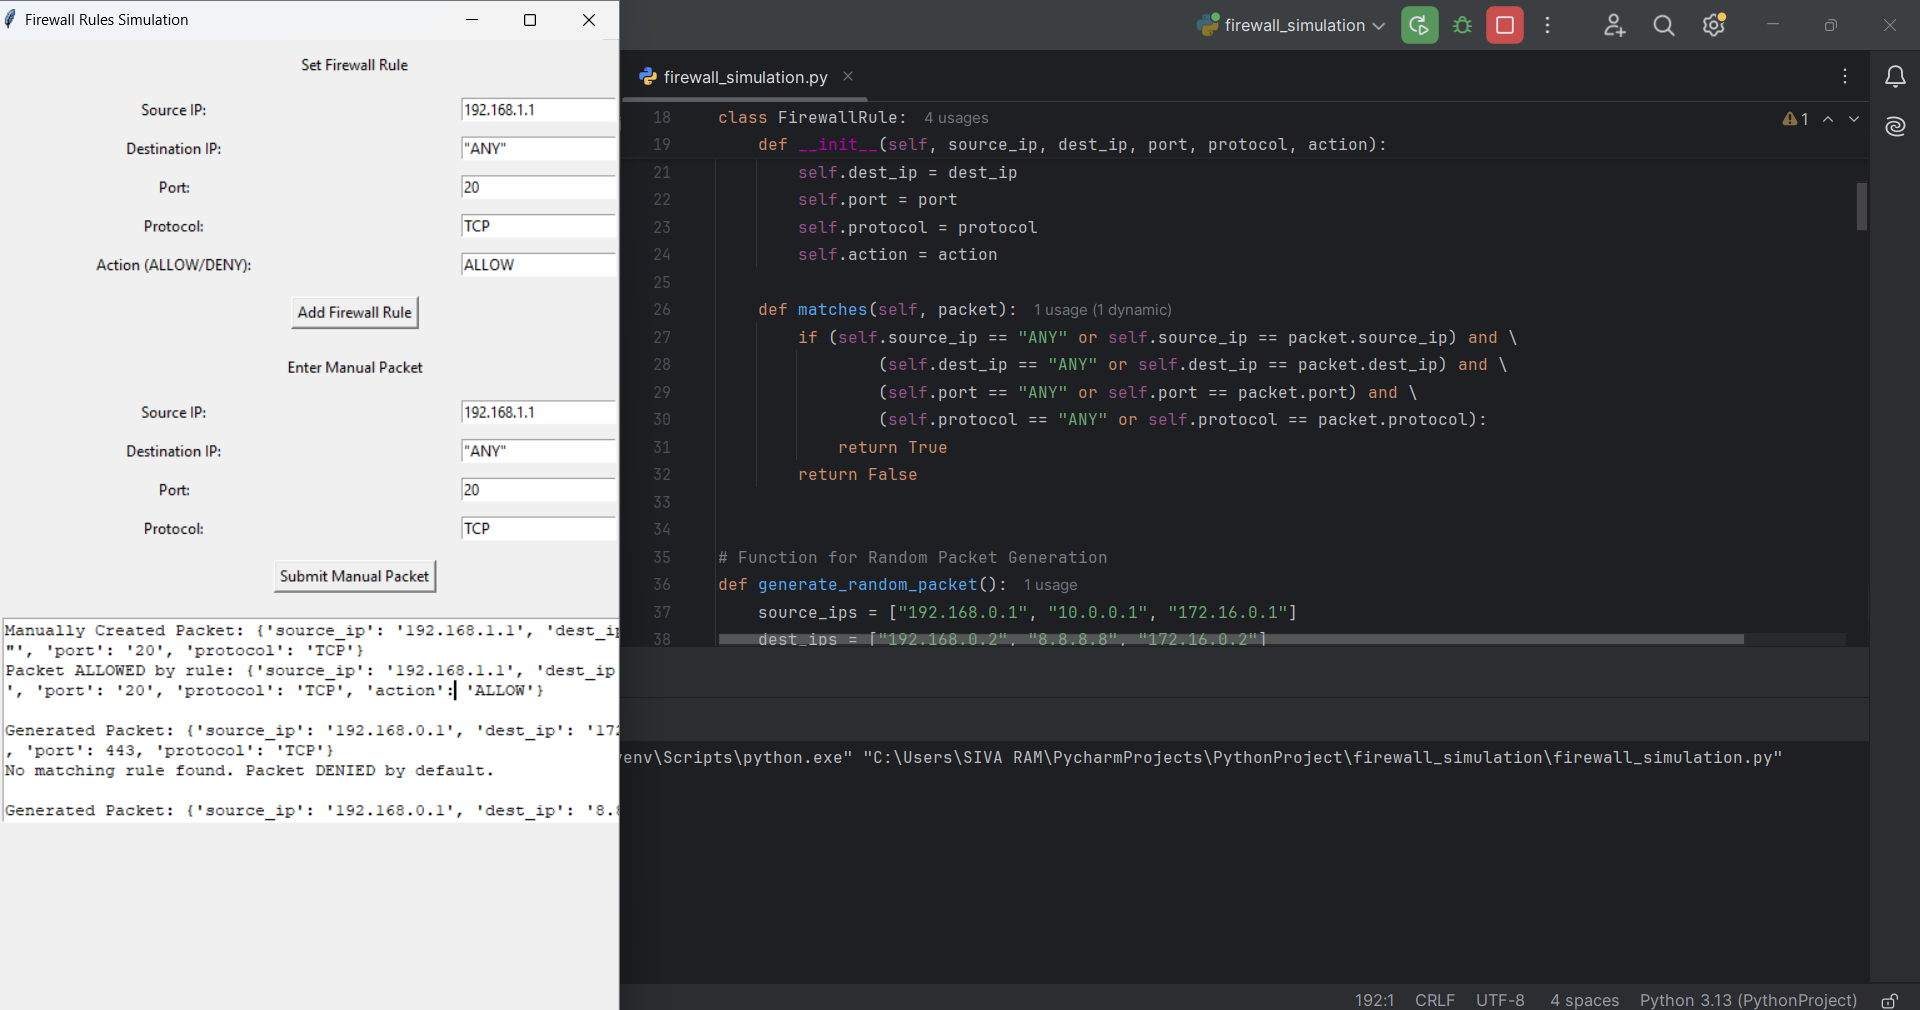 Firewall Rules Simulation
Set Firewall Rule
Source IP: 192.168.1.1
Destination IP: "ANY"
Port: 20
Protocol: TCP
Action (ALLOW/DENY): ALLOW
Add Firewall Rule
Enter Manual Packet
Source IP: 192.168.1.1
Destination IP: "ANY"
Port: 20
Protocol: TCP
Submit Manual Packet
Manually Created Packet: {'source_ip': '192.168.1.1', 'dest_ip
"', 'port': '20', 'protocol': 'TCP'}
Packet ALLOWED by rule: {'source_ip': '192.168.1.1', 'dest_ip
', 'port': '20', 'protocol': 'TCP', 'action': 'ALLOW'}
Generated Packet: {'source_ip': '192.168.0.1', 'dest_ip': '172
, 'port': 443, 'protocol': 'TCP'}
No matching rule found. Packet DENIED by default.
Generated Packet: {'source_ip': '192.168.0.1', 'dest_ip': '8.8
firewall_simulation
firewall_simulation.py
18 class FirewallRule: 4 usages
1
19 def __init__(self, source_ip, dest_ip, port, protocol, action):
21 self.dest_ip = dest_ip
22 self.port = port
23 self.protocol = protocol
24 self.action = action
25
26 def matches(self, packet): 1 usage (1 dynamic)
27 if (self.source_ip == "ANY" or self.source_ip == packet.source_ip) and \
28 (self.dest_ip == "ANY" or self.dest_ip == packet.dest_ip) and \
29 (self.port == "ANY" or self.port == packet.port) and \
30 (self.protocol == "ANY" or self.protocol == packet.protocol):
31 return True
32 return False
33
34
35 # Function for Random Packet Generation
36 def generate_random_packet(): 1 usage
37 source_ips = ["192.168.0.1", "10.0.0.1", "172.16.0.1"]
38 dest_ips = ["192.168.0.2", "8.8.8.8", "172.16.0.2"]
venv\Scripts\python.exe" "C:\Users\SIVA RAM\PycharmProjects\PythonProject\firewall_simulation\firewall_simulation.py"
192:1 CRLF UTF-8 4 spaces Python 3.13 (PythonProject)